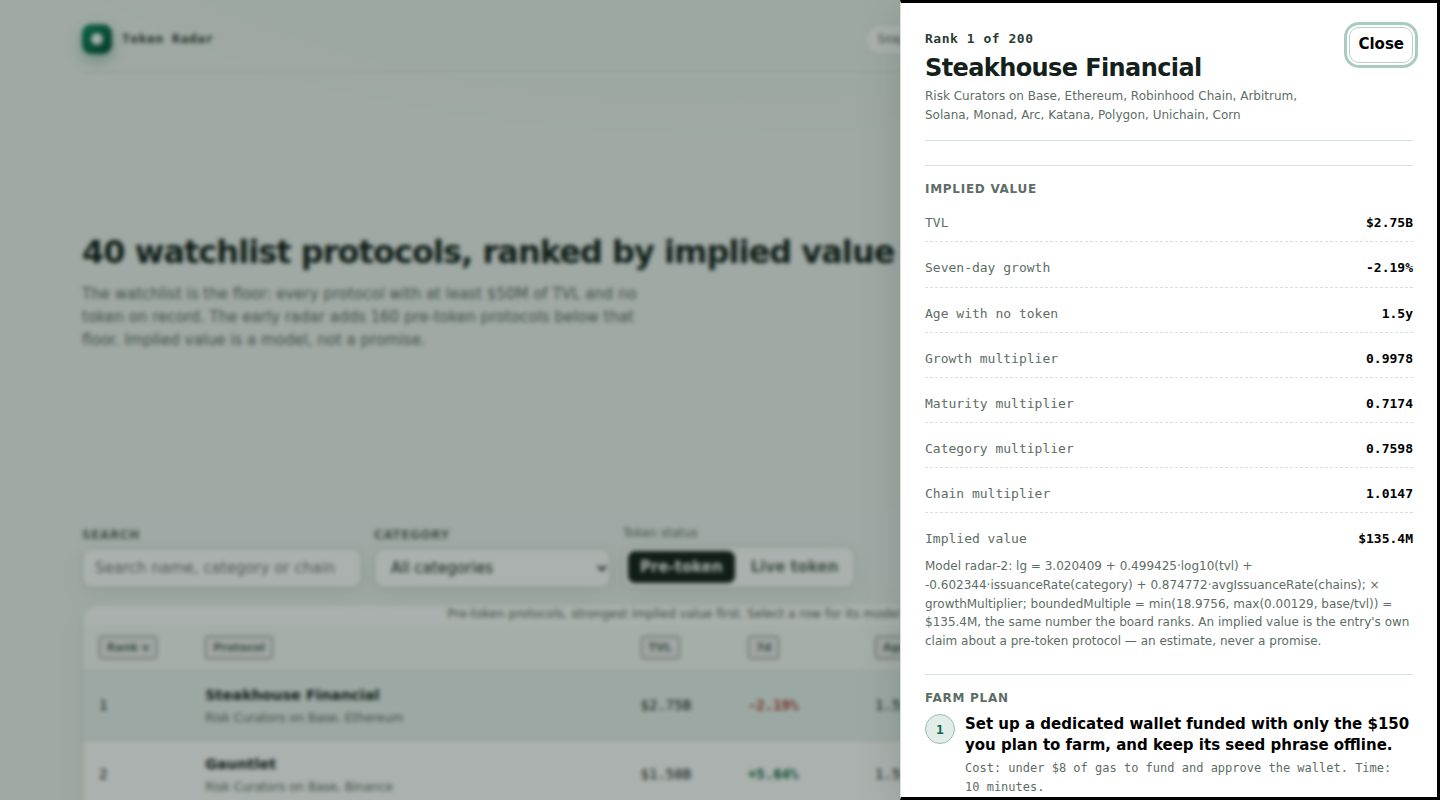 Token Radar
40 watchlist protocols, ranked by implied value
The watchlist is the floor: every protocol with at least $50M of TVL and no
token on record. The early radar adds 160 pre-token protocols below that
floor. Implied value is a model, not a promise.
SEARCH
CATEGORY
Token status
Search name, category or chain
All categories
Pre-token
Live token
Pre-token protocols, strongest implied value first. Select a row for its model
Rank
Protocol
TVL
7d
1
Steakhouse Financial
Risk Curators on Base, Ethereum
$2.75B
-2.19%
2
Gauntlet
Risk Curators on Base, Binance
$1.58B
+5.64%
Rank 1 of 200
Close
Steakhouse Financial
Risk Curators on Base, Ethereum, Robinhood Chain, Arbitrum,
Solana, Monad, Arc, Katana, Polygon, Unichain, Corn
IMPLIED VALUE
TVL $2.75B
Seven-day growth -2.19%
Age with no token 1.5y
Growth multiplier 0.9978
Maturity multiplier 0.7174
Category multiplier 0.7598
Chain multiplier 1.0147
Implied value $135.4M
Model radar-2: lg = 3.020409 + 0.499425·log10(tvl) +
-0.602344·issuanceRate(category) + 0.874772·avgIssuanceRate(chains); ×
growthMultiplier; boundedMultiple = min(18.9756, max(0.00129, base/tvl)) =
$135.4M, the same number the board ranks. An implied value is the entry's own
claim about a pre-token protocol — an estimate, never a promise.
FARM PLAN
1
Set up a dedicated wallet funded with only the $150
you plan to farm, and keep its seed phrase offline.
Cost: under $8 of gas to fund and approve the wallet. Time:
10 minutes.